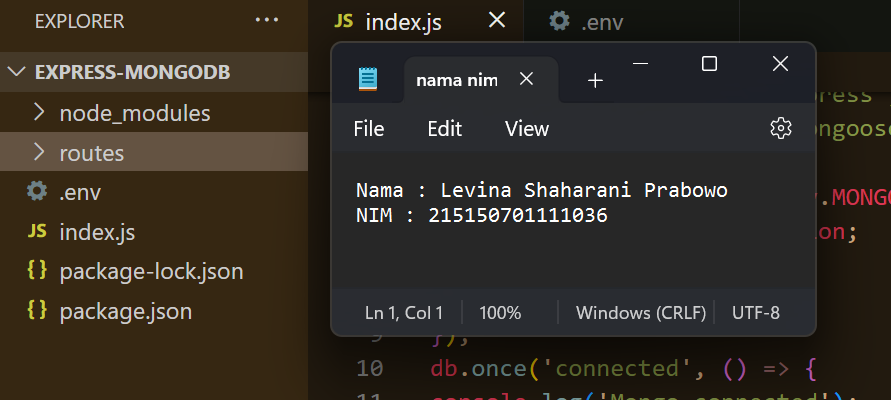 EXPLORER
EXPRESS-MONGODB
node_modules
routes
.env
JS index.js
{} package-lock.json
{} package.json
JS index.js
.env
nama nim
File Edit View
Nama : Levina Shaharani Prabowo
NIM : 215150701111036
Ln 1, Col 1 100% Windows (CRLF) UTF-8
.MONGO
on;
9 });
10 db.once('connected', () => {
11 console.log('Mongo connected');